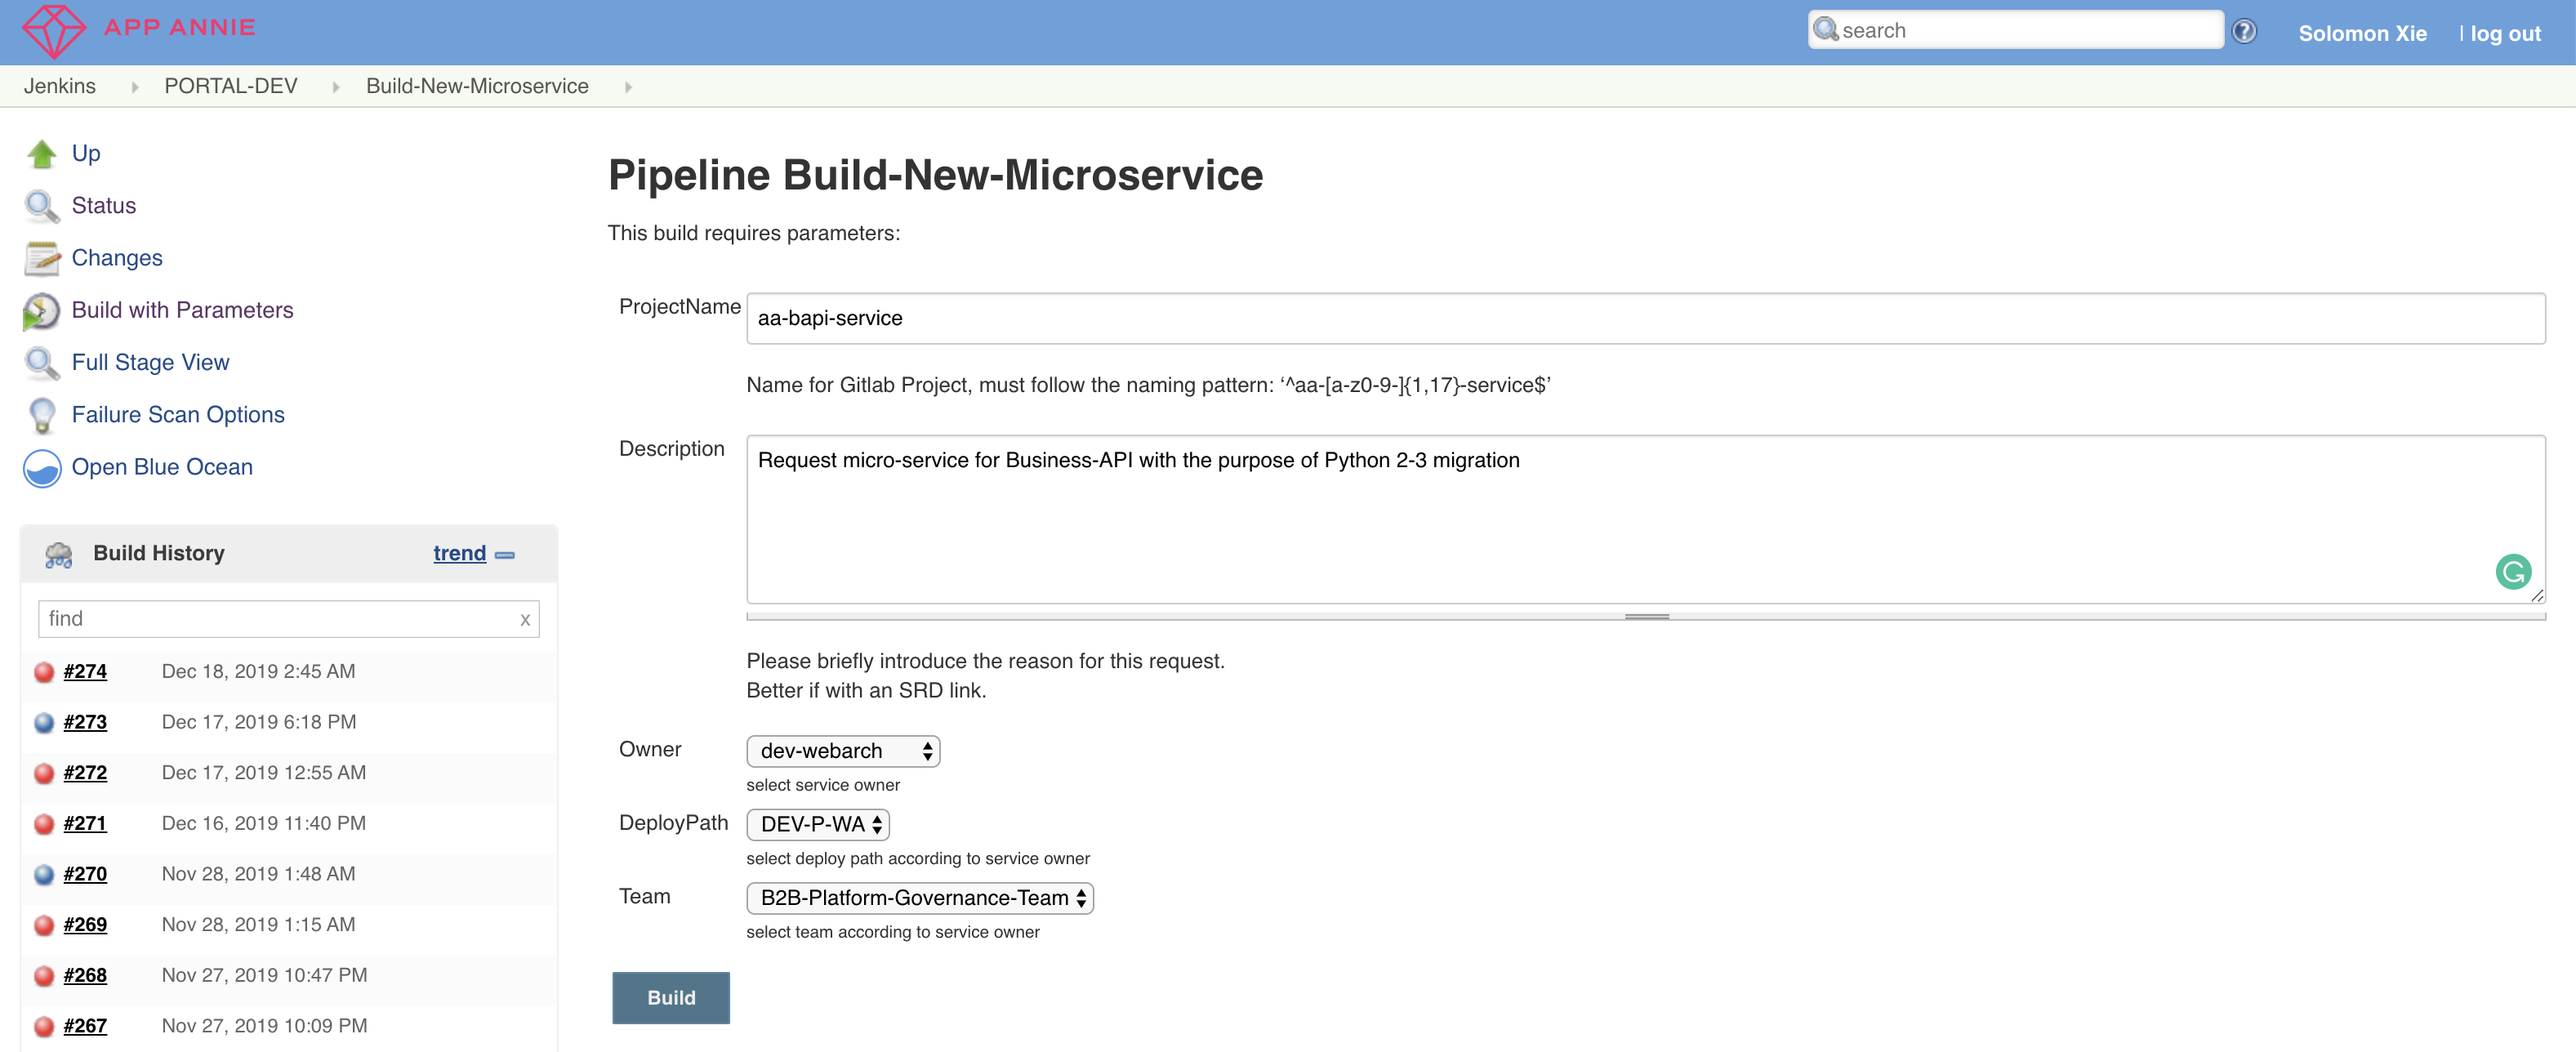 APP ANNIE
search
Solomon Xie | log out
Jenkins PORTAL-DEV Build-New-Microservice
Up
Status
Changes
Build with Parameters
Full Stage View
Failure Scan Options
Open Blue Ocean
Build History trend
find x
#274 Dec 18, 2019 2:45 AM
#273 Dec 17, 2019 6:18 PM
#272 Dec 17, 2019 12:55 AM
#271 Dec 16, 2019 11:40 PM
#270 Nov 28, 2019 1:48 AM
#269 Nov 28, 2019 1:15 AM
#268 Nov 27, 2019 10:47 PM
#267 Nov 27, 2019 10:09 PM
Pipeline Build-New-Microservice
This build requires parameters:
ProjectName aa-bapi-service
Name for Gitlab Project, must follow the naming pattern: ‘^aa-[a-z0-9-]{1,17}-service$’
Description Request micro-service for Business-API with the purpose of Python 2-3 migration
Please briefly introduce the reason for this request.
Better if with an SRD link.
Owner dev-webarch
select service owner
DeployPath DEV-P-WA
select deploy path according to service owner
Team B2B-Platform-Governance-Team
select team according to service owner
Build